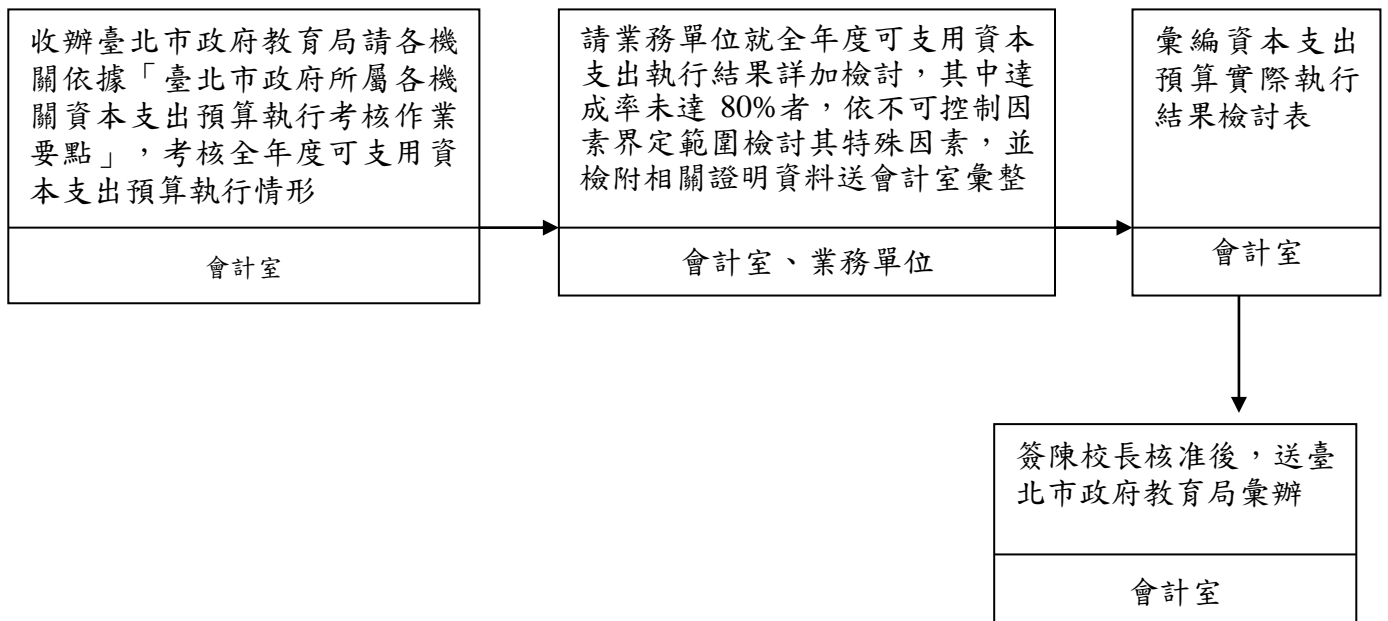 收辦臺北市政府教育局請各機
關依據「臺北市政府所屬各機
關資本支出預算執行考核作業
要點」，考核全年度可支用資
本支出預算執行情形
會計室
請業務單位就全年度可支用資本
支出執行結果詳加檢討，其中達
成率未達 80%者，依不可控制因
素界定範圍檢討其特殊因素，並
檢附相關證明資料送會計室彙整
會計室、業務單位
彙編資本支出
預算實際執行
結果檢討表
會計室
簽陳校長核准後，送臺
北市政府教育局彙辦
會計室